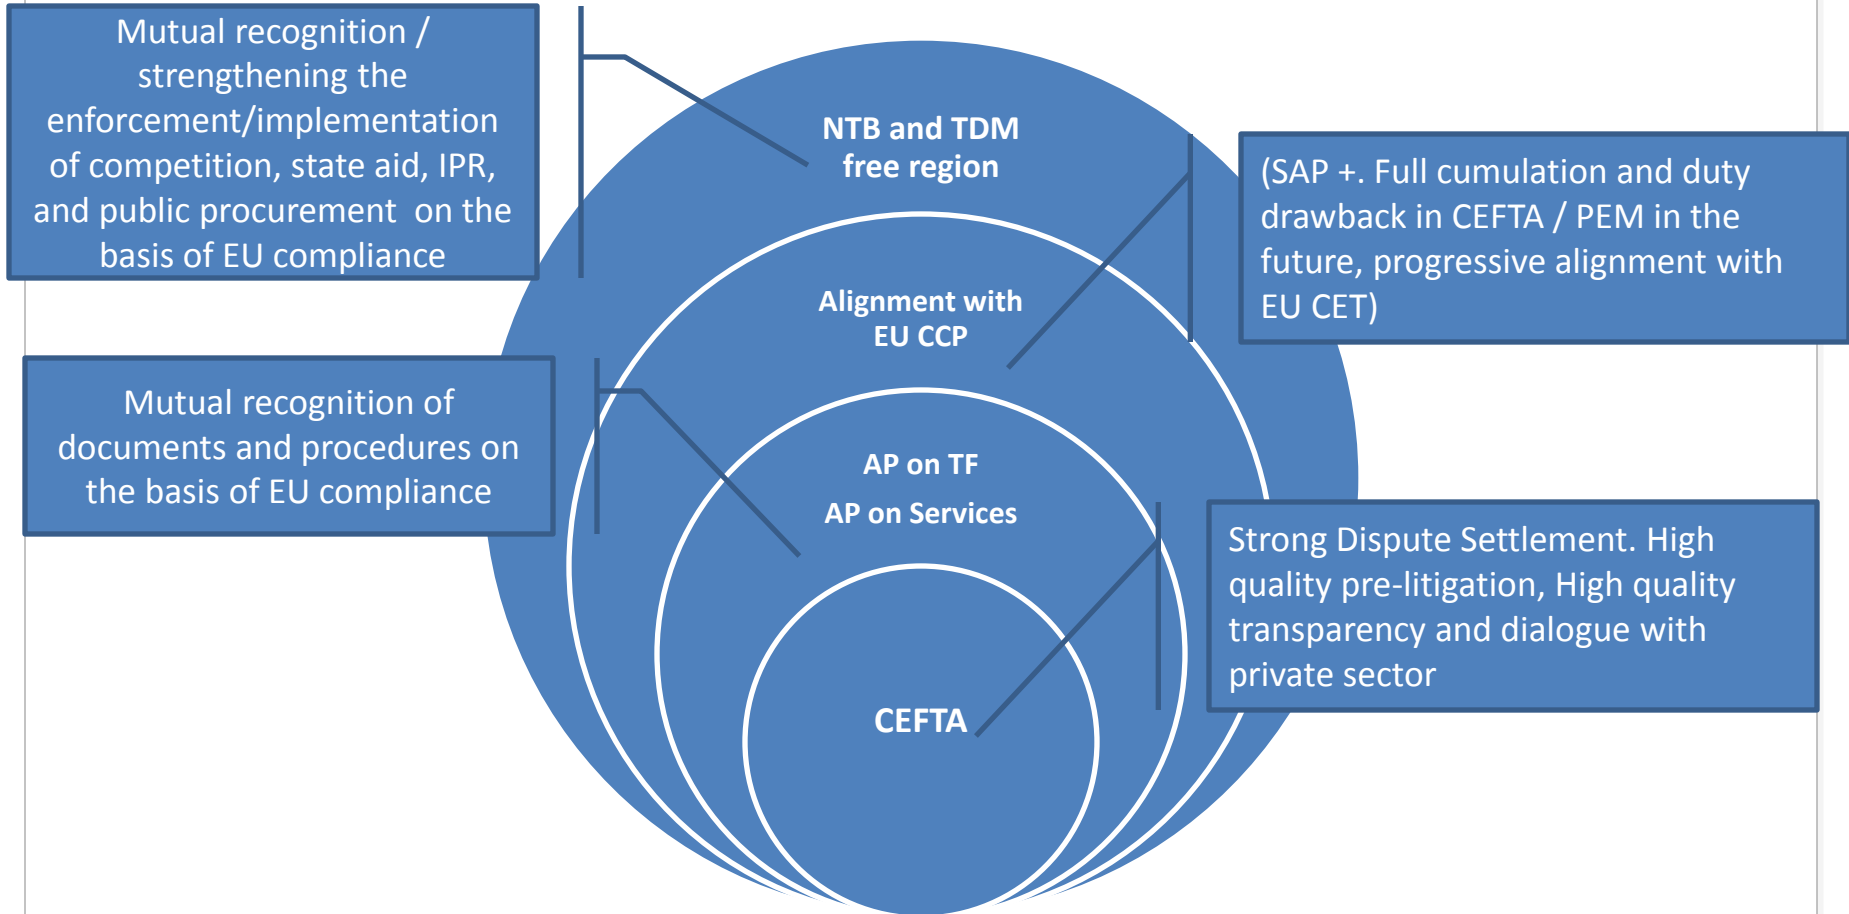 Mutual recognition /
strengthening the
enforcement/implementation
of competition, state aid, IPR,
and public procurement on the
basis of EU compliance
NTB and TDM
free region
(SAP +. Full cumulation and duty
drawback in CEFTA / PEM in the
future, progressive alignment with
EU CET)
Alignment with
EU CCP
Mutual recognition of
documents and procedures on
the basis of EU compliance
AP on TF
AP on Services
Strong Dispute Settlement. High
quality pre-litigation, High quality
transparency and dialogue with
private sector
CEFTA